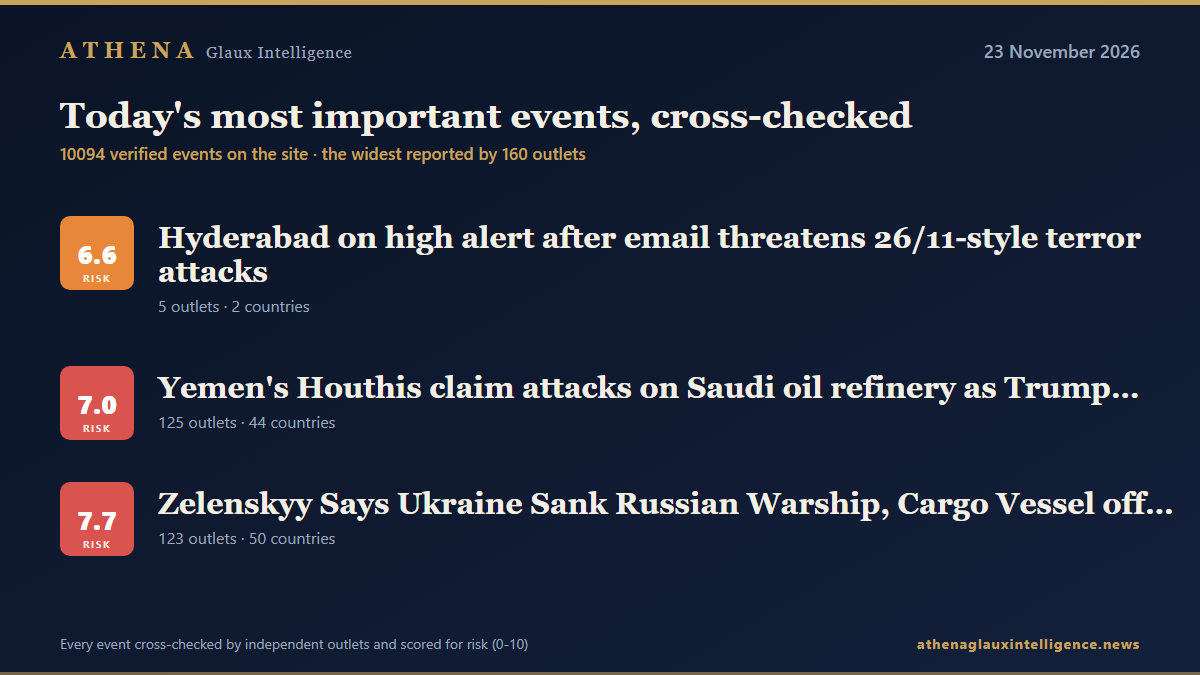 ATHENA Glaux Intelligence
23 November 2026
Today's most important events, cross-checked
10094 verified events on the site · the widest reported by 160 outlets
6.6
RISK
Hyderabad on high alert after email threatens 26/11-style terror
attacks
5 outlets · 2 countries
7.0
RISK
Yemen's Houthis claim attacks on Saudi oil refinery as Trump...
125 outlets · 44 countries
7.7
RISK
Zelenskyy Says Ukraine Sank Russian Warship, Cargo Vessel off...
123 outlets · 50 countries
Every event cross-checked by independent outlets and scored for risk (0-10)
athenaglauxintelligence.news